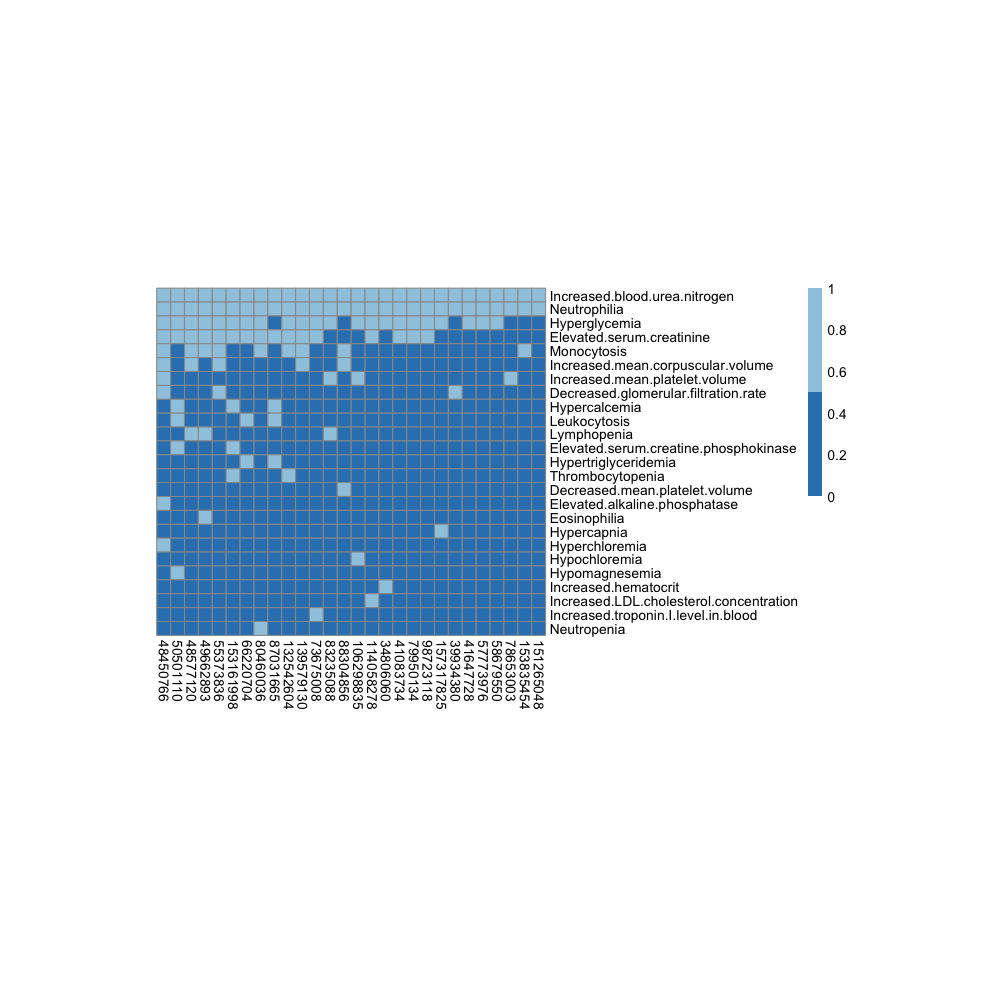 Increased.blood.urea.nitrogen
Neutrophilia
Hyperglycemia
Elevated.serum.creatinine
Monocytosis
Increased.mean.corpuscular.volume
Increased.mean.platelet.volume
Decreased.glomerular.filtration.rate
Hypercalcemia
Leukocytosis
Lymphopenia
Elevated.serum.creatine.phosphokinase
Hypertriglyceridemia
Thrombocytopenia
Decreased.mean.platelet.volume
Elevated.alkaline.phosphatase
Eosinophilia
Hypercapnia
Hyperchloremia
Hypochloremia
Hypomagnesemia
Increased.hematocrit
Increased.LDL.cholesterol.concentration
Increased.troponin.I.level.in.blood
Neutropenia
1
0.8
0.6
0.4
0.2
0
48450766
50501110
48577120
49662893
55373836
153161998
66220704
80460036
87031665
132542604
139579130
73675008
83235088
88304856
106298835
114058278
34806060
41083734
79950134
98723118
157317825
39934380
41647728
57773976
58679550
78653003
153835454
151265048